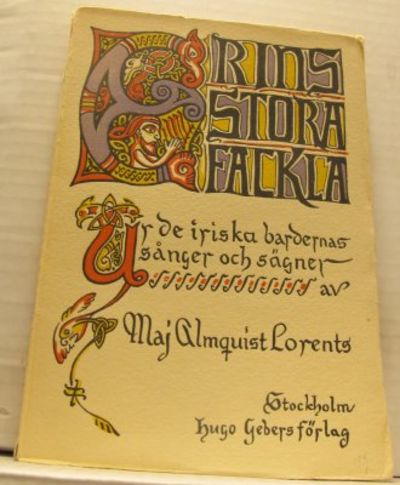 ERINS
STORA
FACKLA
Ur de iriska bardernas
sånger och sägner
av
Maj Almquist Lorents
Stockholm
Hugo Gebers förlag